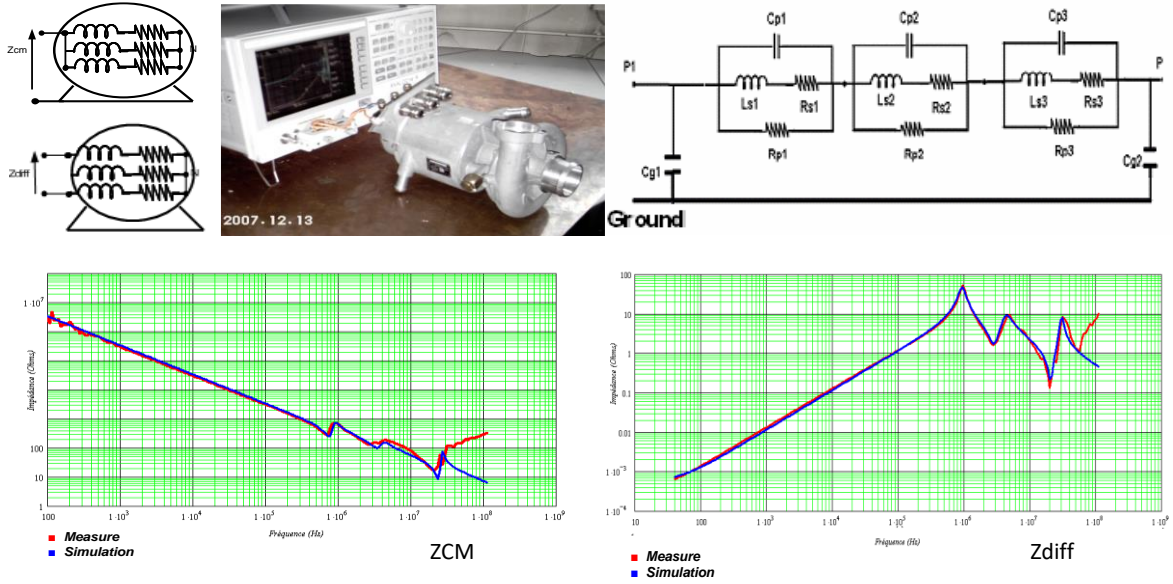 Zcm
N
Zdiff
N
2007.12.13
Cp1
Cp2
Cp3
P1
P
Ls1
Rs1
Ls2
Rs2
Ls3
Rs3
Rp1
Rp2
Rp3
Cg1
Cg2
Ground
Impédance (Ohms)
1·10⁷
100
10
1
100
1·10³
1·10⁴
1·10⁵
1·10⁶
1·10⁷
1·10⁸
1·10⁹
Fréquence (Hz)
Measure
Simulation
ZCM
Impédance (Ohms)
100
10
1
0.1
0.01
1·10⁻³
1·10⁻⁴
10
100
1·10³
1·10⁴
1·10⁵
1·10⁶
1·10⁷
1·10⁸
1·10⁹
Fréquence (Hz)
Measure
Simulation
Zdiff